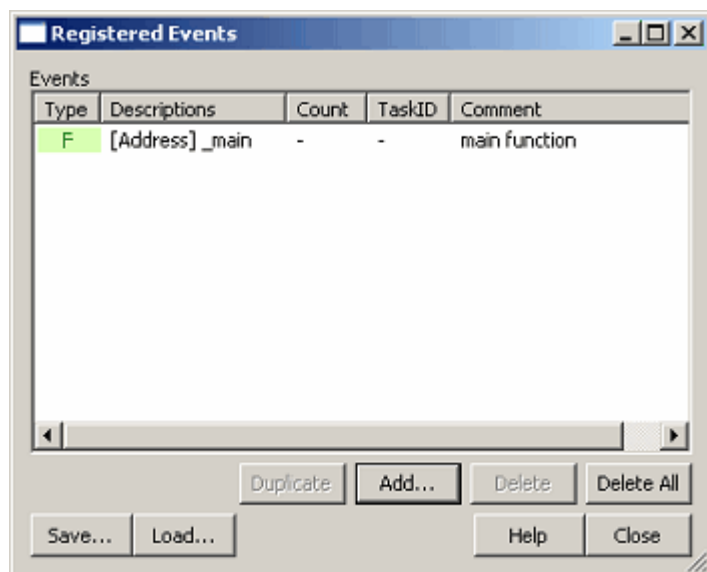 Registered Events
Events
Type Descriptions Count TaskID Comment
F [Address] _main - - main function
Duplicate Add... Delete Delete All
Save... Load... Help Close